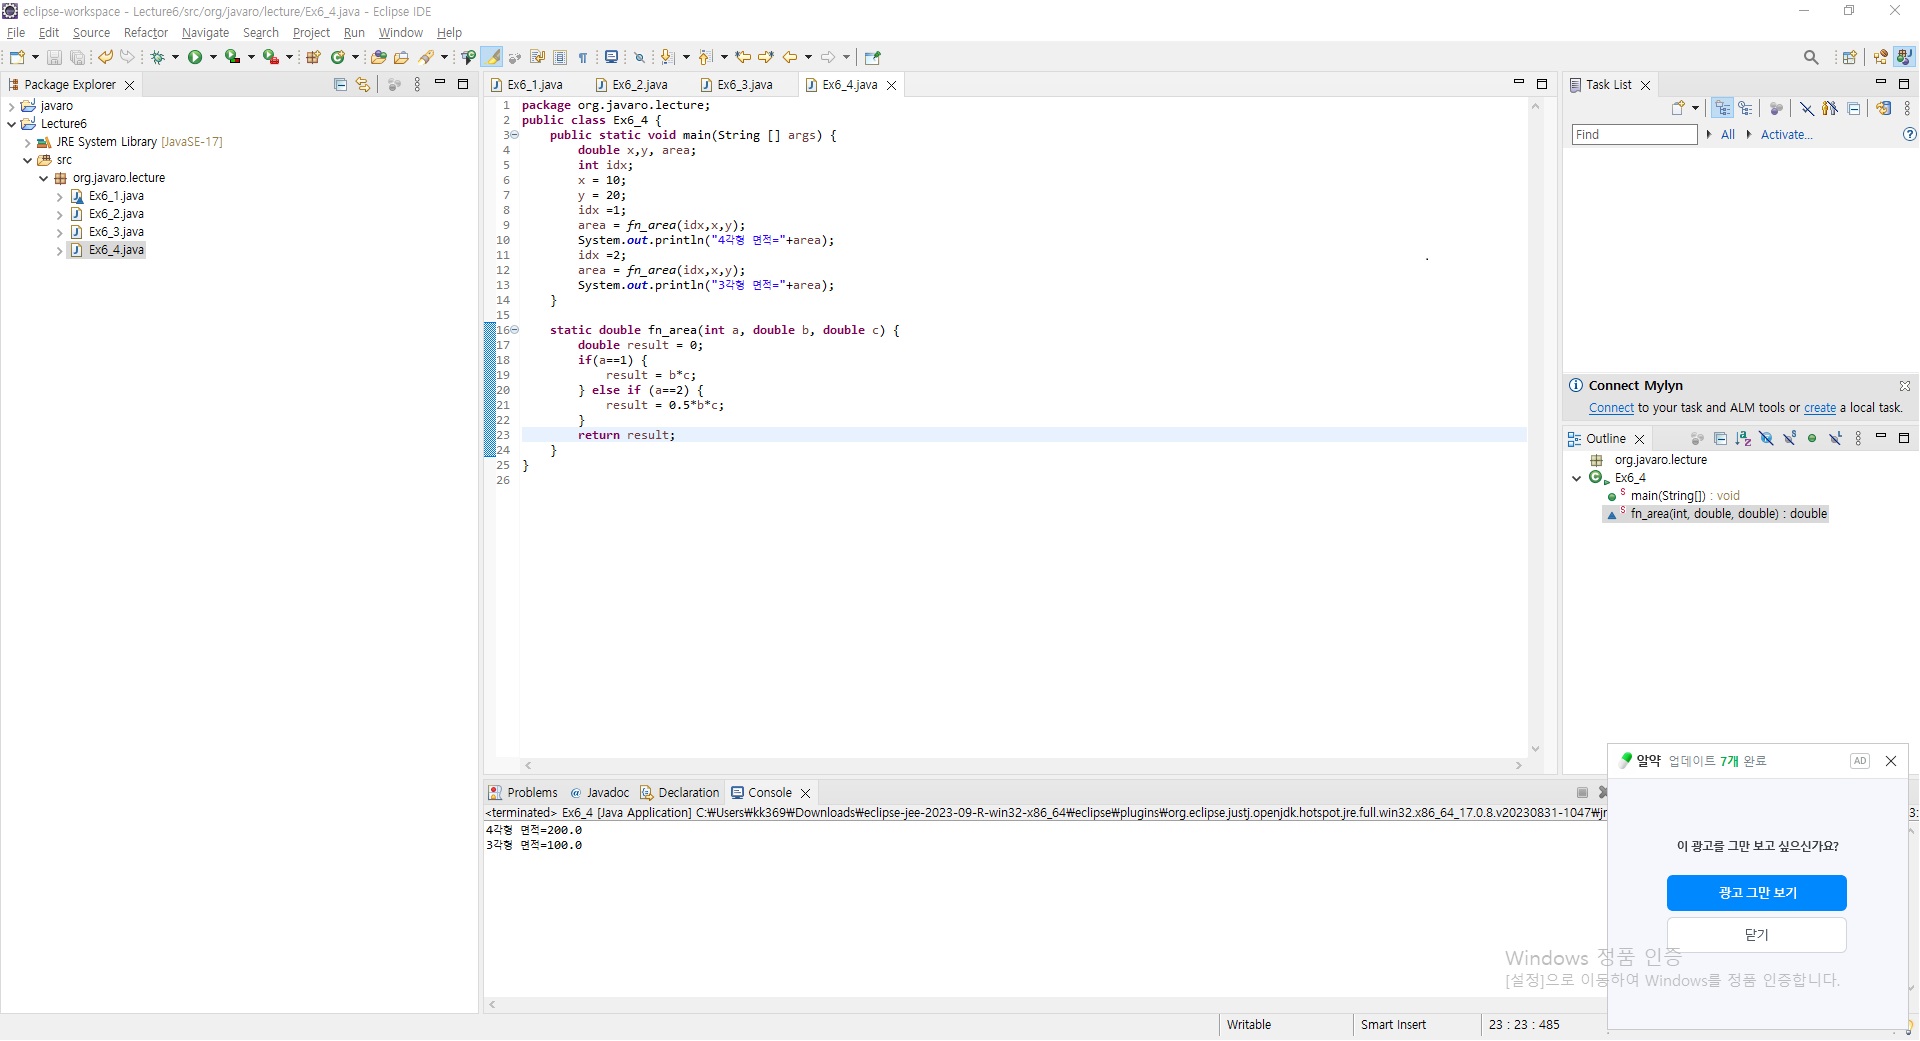 eclipse-workspace - Lecture6/src/org/javaro/lecture/Ex6_4.java - Eclipse IDE
File Edit Source Refactor Navigate Search Project Run Window Help
Package Explorer
javaro
Lecture6
JRE System Library [JavaSE-17]
src
org.javaro.lecture
Ex6_1.java
Ex6_2.java
Ex6_3.java
Ex6_4.java
Ex6_1.java Ex6_2.java Ex6_3.java Ex6_4.java
1 package org.javaro.lecture;
2 public class Ex6_4 {
3 public static void main(String [] args) {
4 double x,y, area;
5 int idx;
6 x = 10;
7 y = 20;
8 idx =1;
9 area = fn_area(idx,x,y);
10 System.out.println("4각형 면적="+area);
11 idx =2;
12 area = fn_area(idx,x,y);
13 System.out.println("3각형 면적="+area);
14 }
15
16 static double fn_area(int a, double b, double c) {
17 double result = 0;
18 if(a==1) {
19 result = b*c;
20 } else if (a==2) {
21 result = 0.5*b*c;
22 }
23 return result;
24 }
25 }
26
Task List
Find All Activate...
Connect Mylyn
Connect to your task and ALM tools or create a local task.
Outline
org.javaro.lecture
Ex6_4
main(String[]) : void
fn_area(int, double, double) : double
Problems Javadoc Declaration Console
<terminated> Ex6_4 [Java Application] C:₩Users₩kk369₩Downloads₩eclipse-jee-2023-09-R-win32-x86_64₩eclipse₩plugins₩org.eclipse.justj.openjdk.hotspot.jre.full.win32.x86_64_17.0.8.v20230831-1047₩jr
4각형 면적=200.0
3각형 면적=100.0
알약 업데이트 7개 완료 AD
이 광고를 그만 보고 싶으신가요?
광고 그만 보기
닫기
Windows 정품 인증
[설정]으로 이동하여 Windows를 정품 인증합니다.
Writable Smart Insert 23 : 23 : 485